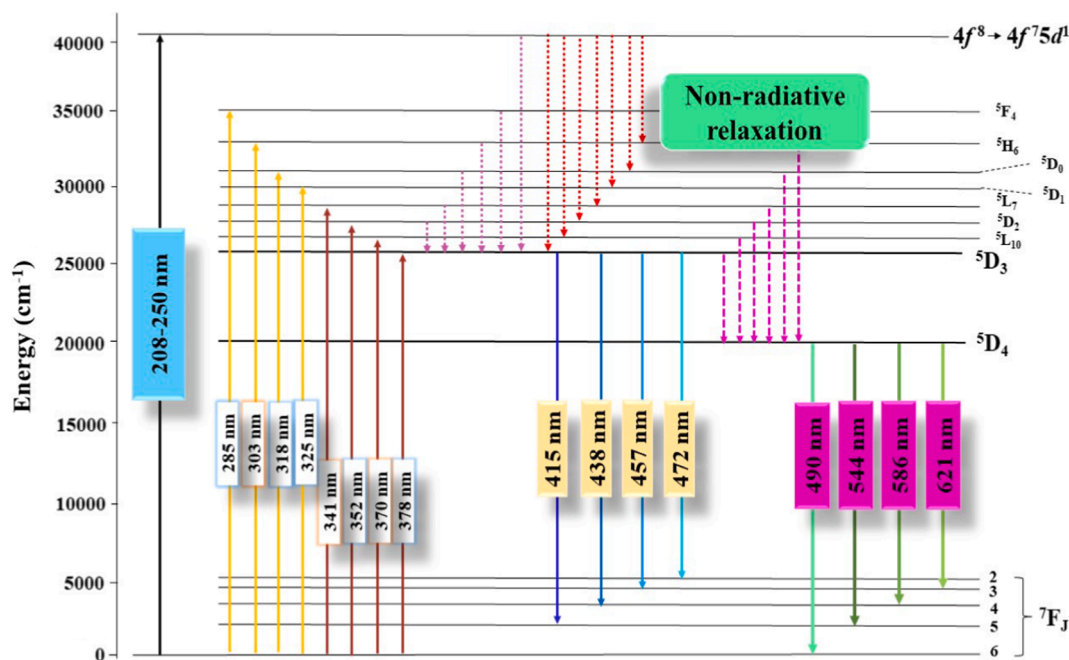 4f⁸→ 4f⁷5d¹
40000
Non-radiative
relaxation
35000
⁵F₄
⁵H₆
⁵D₀
30000
⁵D₁
⁵L₇
⁵D₂
⁵L₁₀
25000
⁵D₃
208-250 nm
20000
⁵D₄
Energy (cm⁻¹)
285 nm
303 nm
318 nm
325 nm
341 nm
352 nm
370 nm
378 nm
415 nm
438 nm
457 nm
472 nm
490 nm
544 nm
586 nm
621 nm
15000
10000
5000
2
3
4
5
6
⁷F_J
0